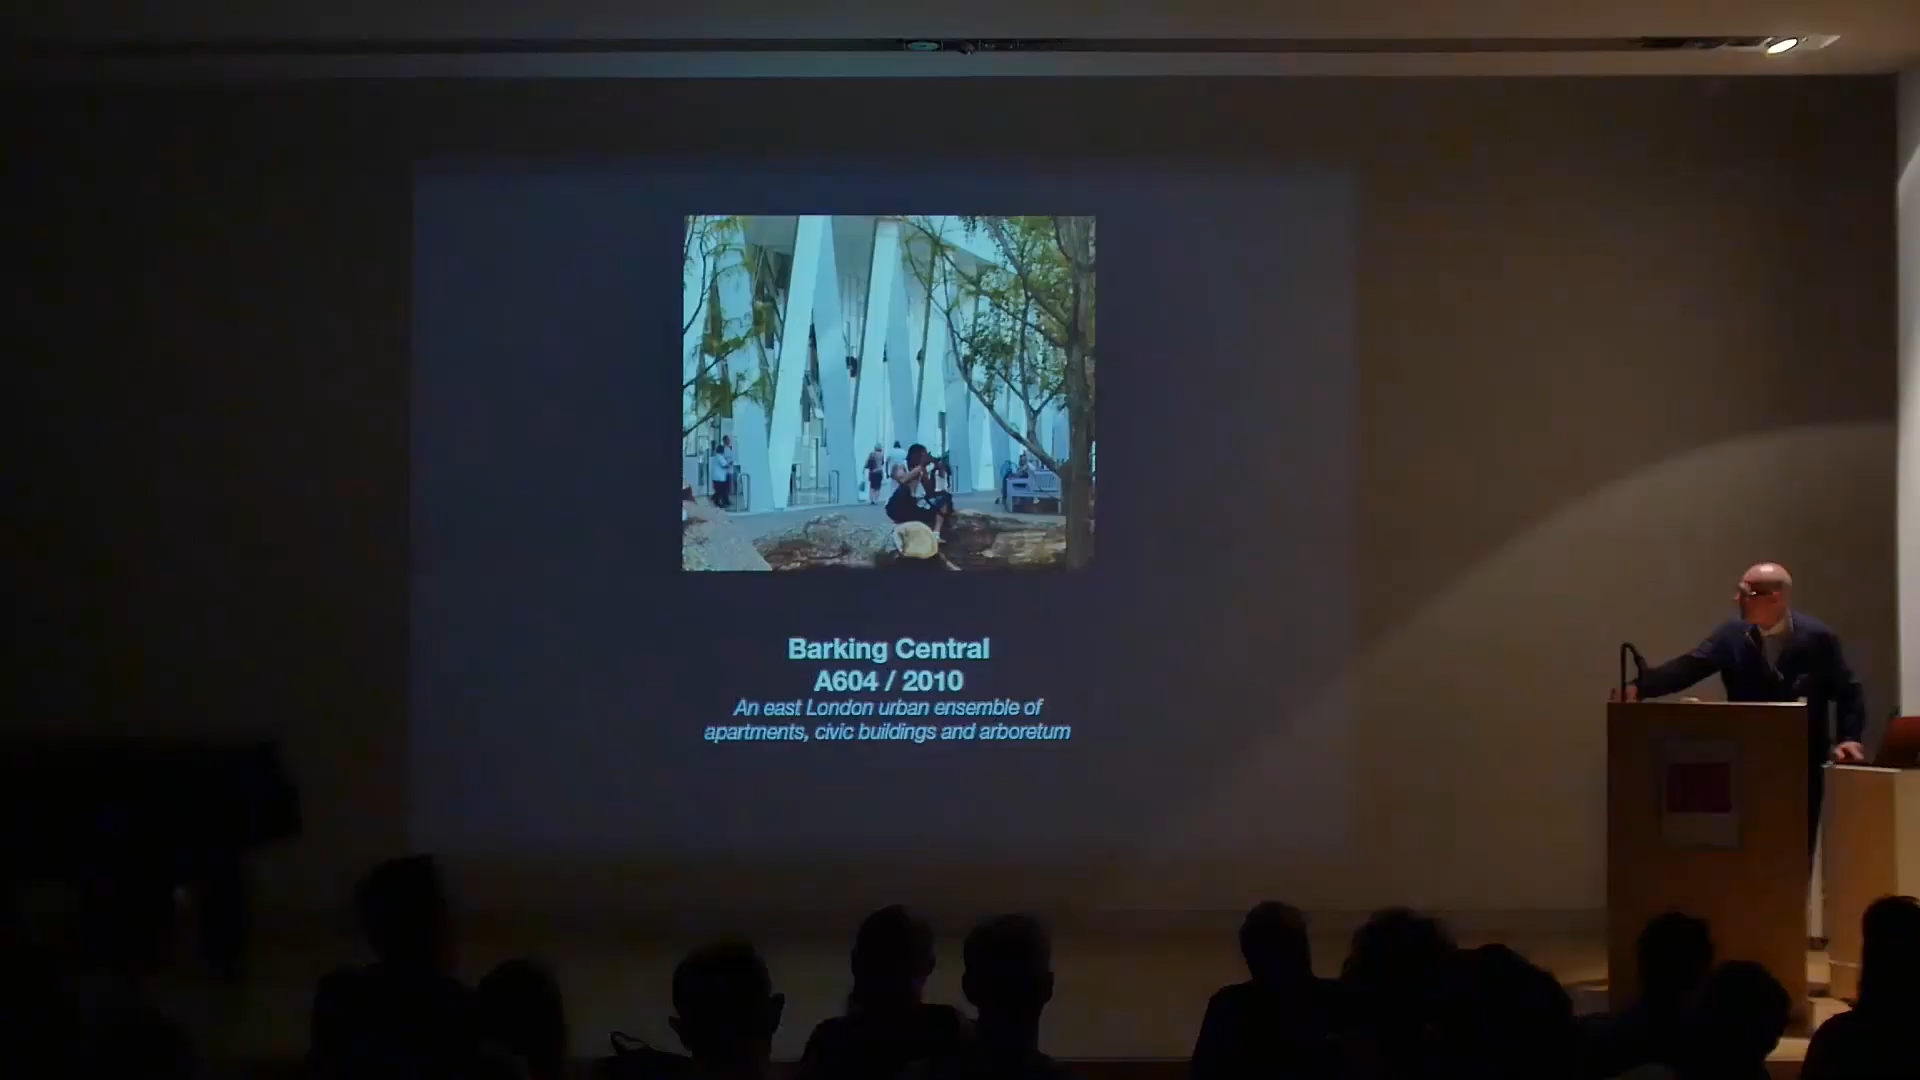 Barking Central
A604 / 2010
An east London urban ensemble of
apartments, civic buildings and arboretum